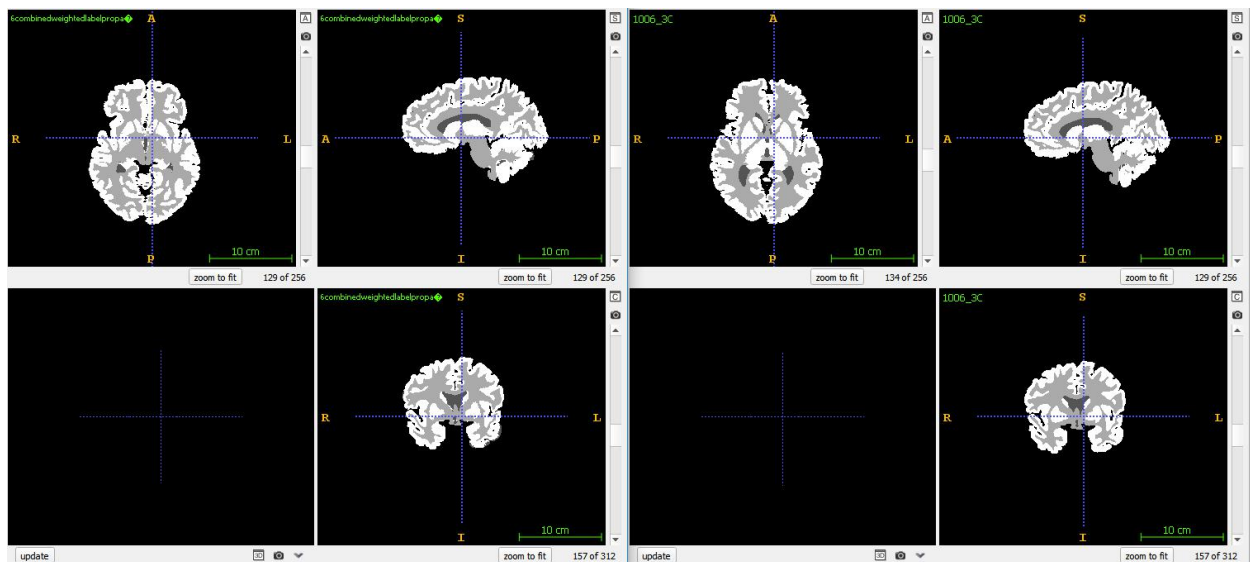 6combinedweightedlabelpropa�
A
A
R
L
10 cm
P
zoom to fit
129 of 256
6combinedweightedlabelpropa�
S
S
A
P
10 cm
I
zoom to fit
129 of 256
1006_3C
A
A
R
L
10 cm
P
zoom to fit
134 of 256
1006_3C
S
S
A
P
10 cm
I
zoom to fit
129 of 256
update
3D
6combinedweightedlabelpropa�
S
C
R
L
10 cm
I
zoom to fit
157 of 312
update
3D
1006_3C
S
C
R
L
10 cm
I
zoom to fit
157 of 312